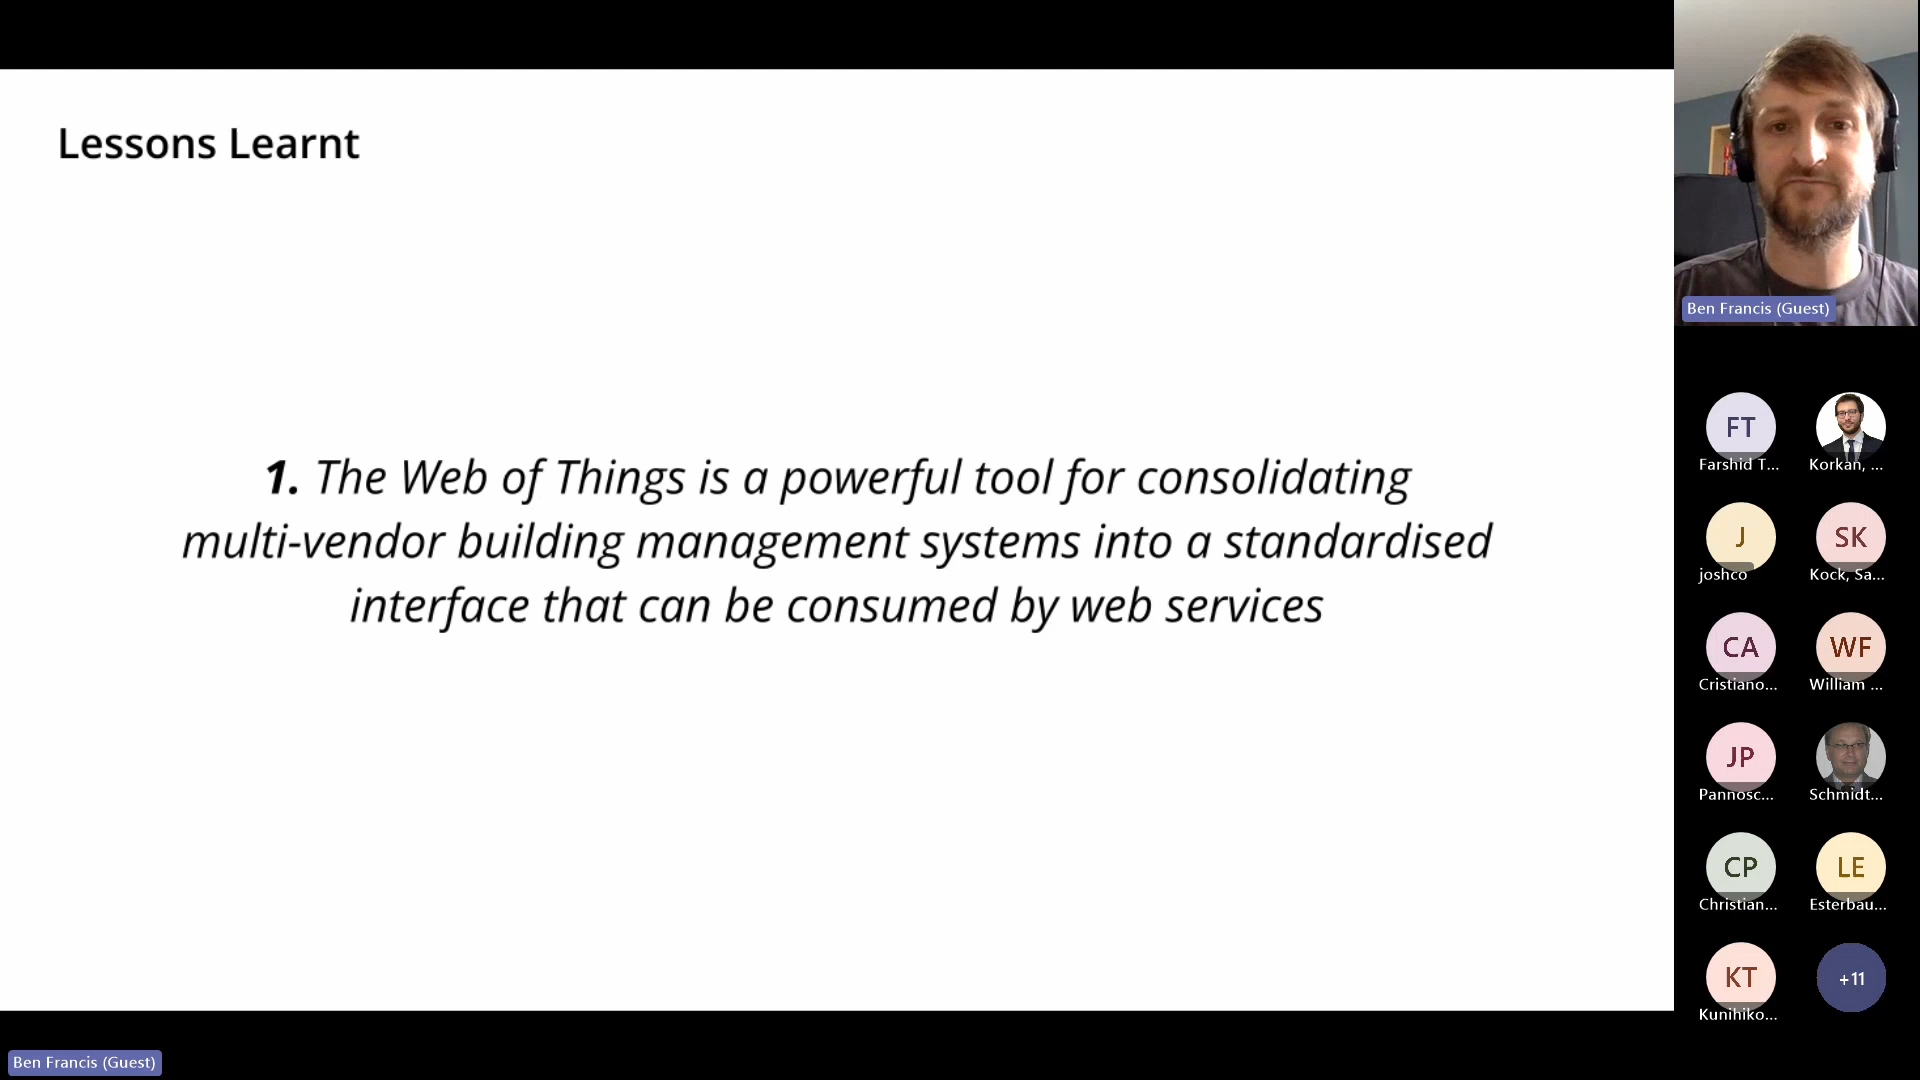 Lessons Learnt
1. The Web of Things is a powerful tool for consolidating
multi-vendor building management systems into a standardised
interface that can be consumed by web services
Ben Francis (Guest)
Ben Francis (Guest)
FT
Farshid T...
Korkan, ...
J
joshco
SK
Kock, Sa...
CA
Cristiano...
WF
William ...
JP
Pannosc...
Schmidt...
CP
Christian...
LE
Esterbau...
KT
Kunihiko...
+11